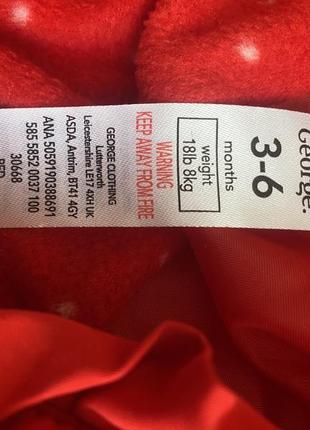 George.
3-6
months
weight
18lb 8kg
WARNING
KEEP AWAY FROM FIRE
GEORGE CLOTHING
Lutterworth
Leicestershire LE17 4XH UK
ASDA, Antrim, BT41 4GY
ANA 5059190388691
585 5852 0037 100
30668
RED